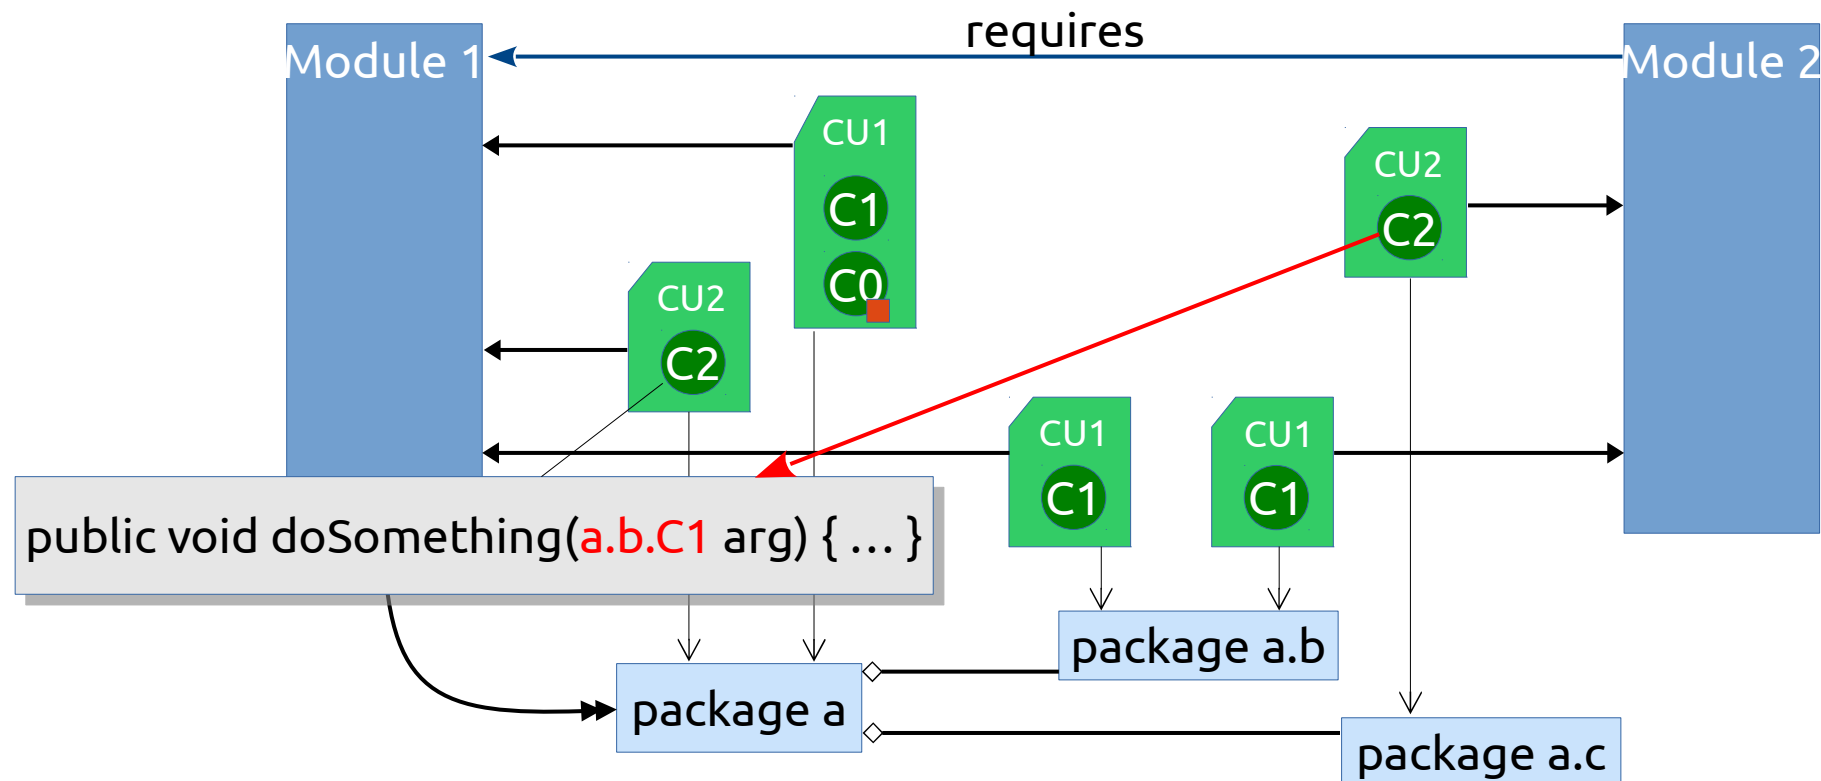 requires
Module 1
Module 2
CU1
C1
C0
CU2
C2
CU2
C2
CU1
C1
CU1
C1
public void doSomething(a.b.C1 arg) { … }
package a.b
package a
package a.c